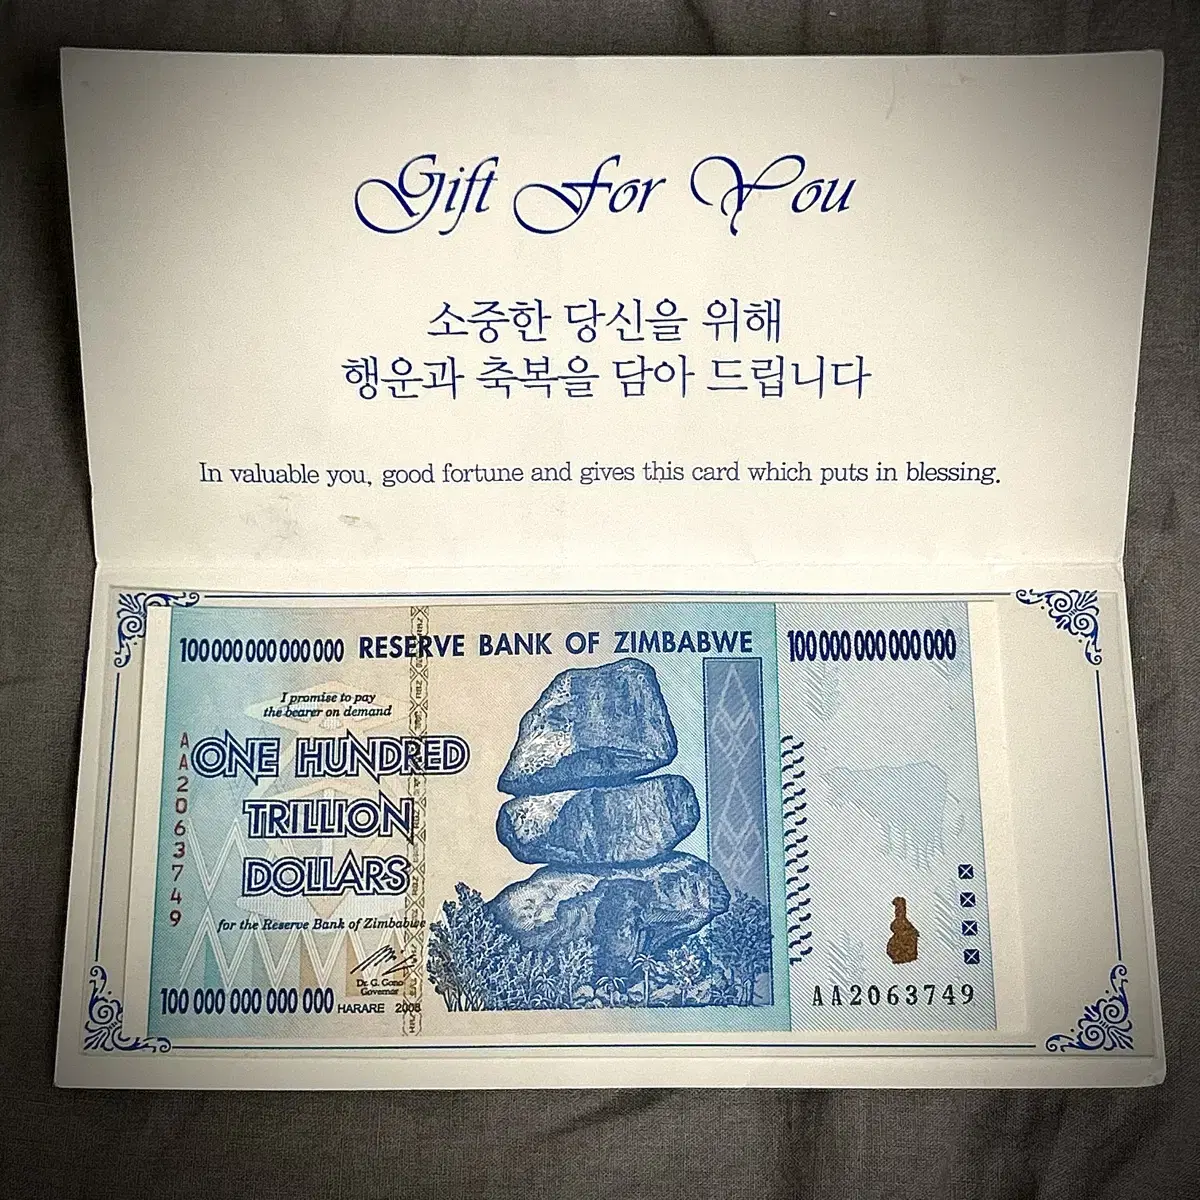 Gift For You
소중한 당신을 위해
행운과 축복을 담아 드립니다
In valuable you, good fortune and gives this card which puts in blessing.
100 000 000 000 000 RESERVE BANK OF ZIMBABWE 100 000 000 000 000
I promise to pay
the bearer on demand
ONE HUNDRED
TRILLION
DOLLARS
for the Reserve Bank of Zimbabwe
AA2063749
Dr. G. Gono
Governor
100 000 000 000 000 HARARE 2008
AA2063749